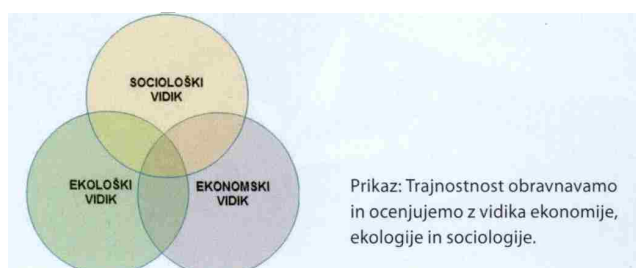 SOCIOLOŠKI
VIDIK
EKOLOŠKI
VIDIK
EKONOMSKI
VIDIK
Prikaz: Trajnostnost obravnavamo
in ocenjujemo z vidika ekonomije,
ekologije in sociologije.